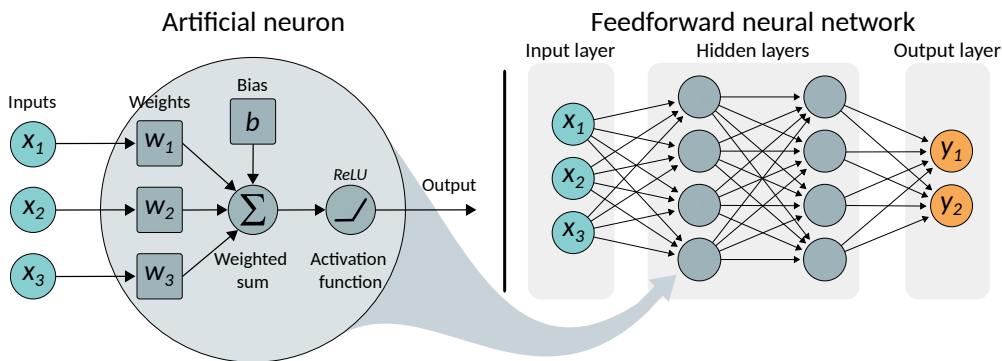 Artificial neuron
Feedforward neural network
Input layer
Hidden layers
Output layer
Inputs
Weights
Bias
x1
w1
b
x2
w2
Σ
ReLU
Output
x3
w3
Weighted
sum
Activation
function
x1
x2
x3
y1
y2